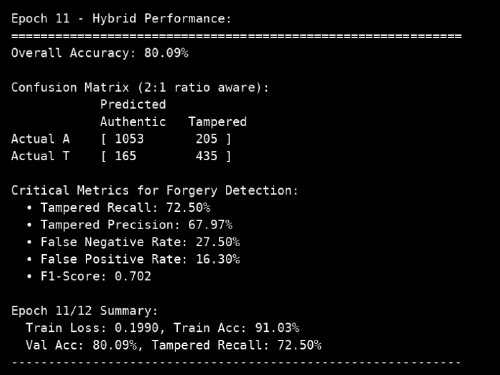 Epoch 11 - Hybrid Performance:
=============================================================
Overall Accuracy: 80.09%
Confusion Matrix (2:1 ratio aware):
Predicted
Authentic Tampered
Actual A [ 1053 205 ]
Actual T [ 165 435 ]
Critical Metrics for Forgery Detection:
• Tampered Recall: 72.50%
• Tampered Precision: 67.97%
• False Negative Rate: 27.50%
• False Positive Rate: 16.30%
• F1-Score: 0.702
Epoch 11/12 Summary:
Train Loss: 0.1990, Train Acc: 91.03%
Val Acc: 80.09%, Tampered Recall: 72.50%
-------------------------------------------------------------